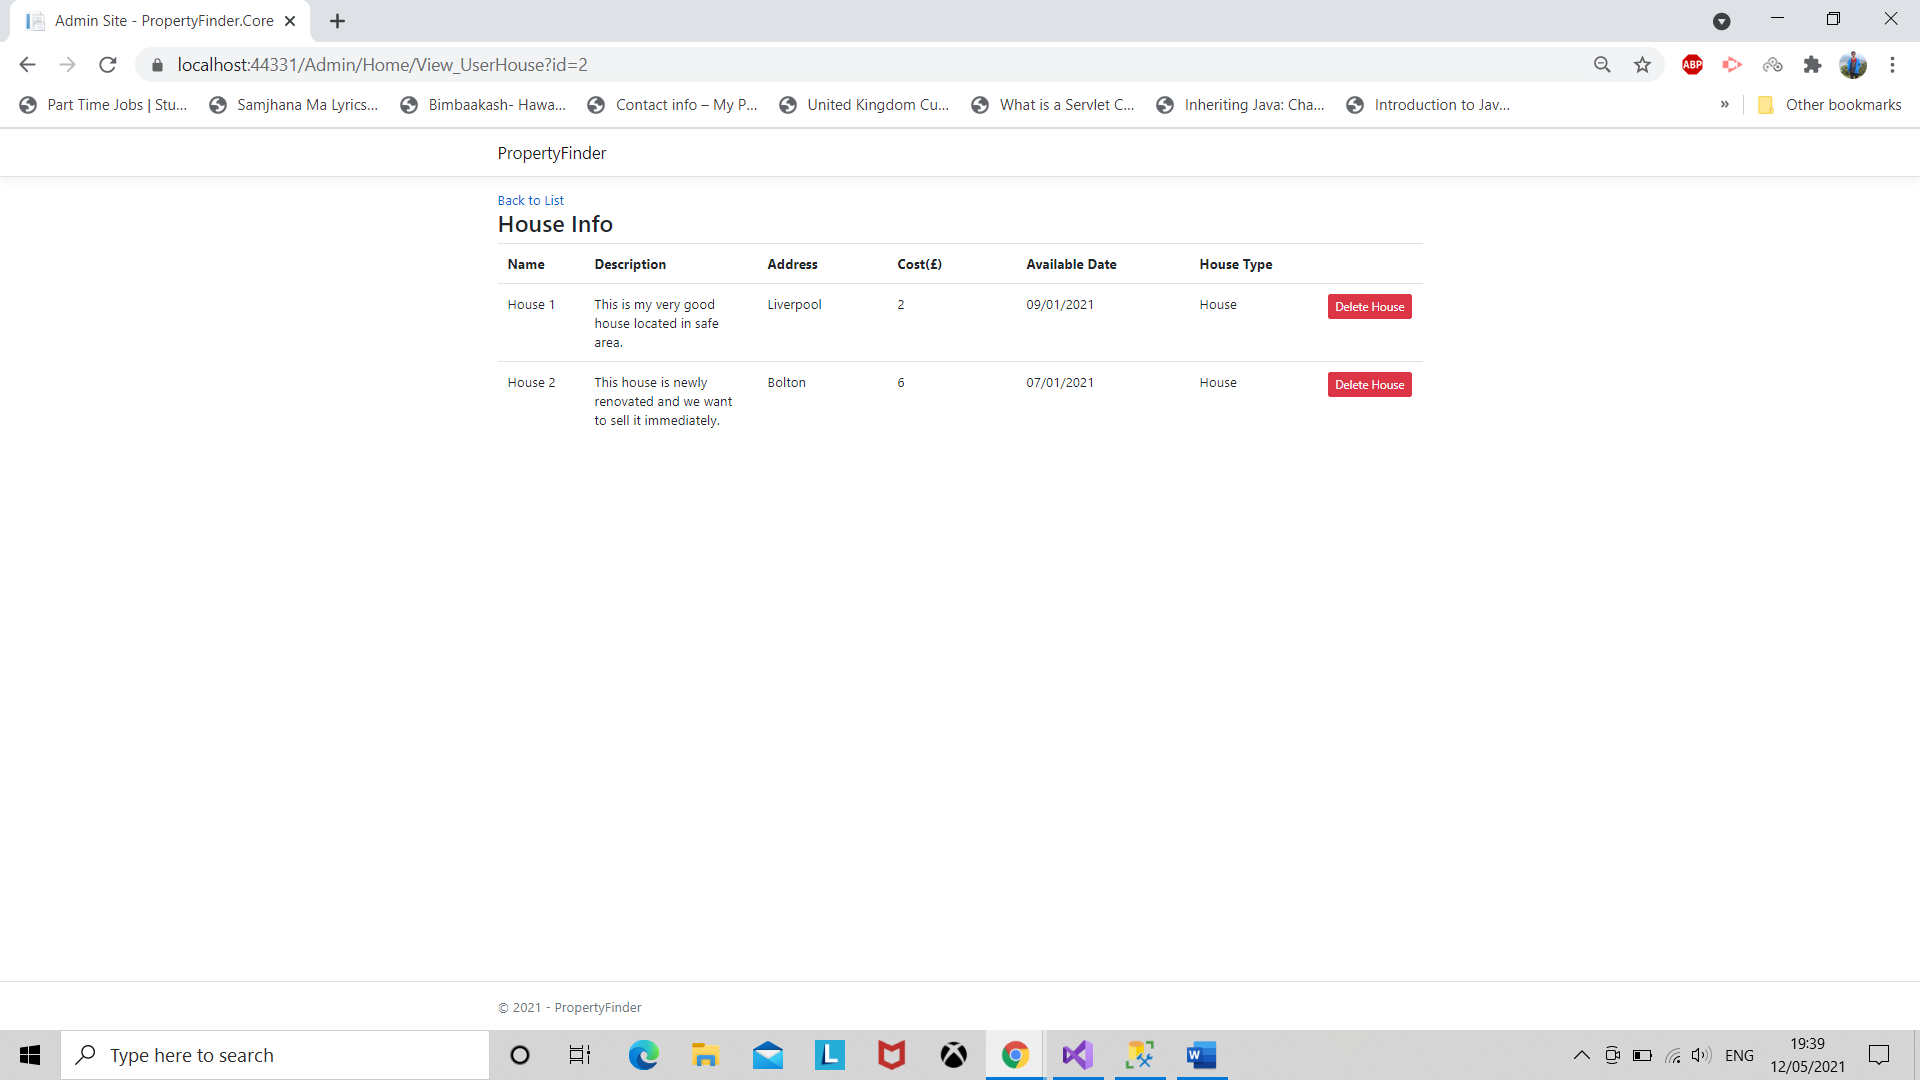 Admin Site - PropertyFinder.Core
localhost:44331/Admin/Home/View_UserHouse?id=2
ABP
Part Time Jobs | Stu...
Samjhana Ma Lyrics...
Bimbaakash- Hawa...
Contact info – My P...
United Kingdom Cu...
What is a Servlet C...
Inheriting Java: Cha...
Introduction to Jav...
»
Other bookmarks
PropertyFinder
Back to List
House Info
Name Description Address Cost(£) Available Date House Type
House 1 This is my very good Liverpool 2 09/01/2021 House Delete House
house located in safe
area.
House 2 This house is newly Bolton 6 07/01/2021 House Delete House
renovated and we want
to sell it immediately.
© 2021 - PropertyFinder
Type here to search
L
W
ENG
19:39
12/05/2021